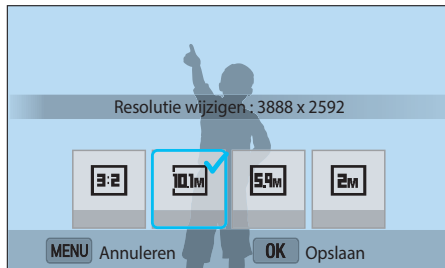 Resolutie wijzigen : 3888 x 2592
3:2 10.1M 5.9M 2M
MENU Annuleren OK Opslaan